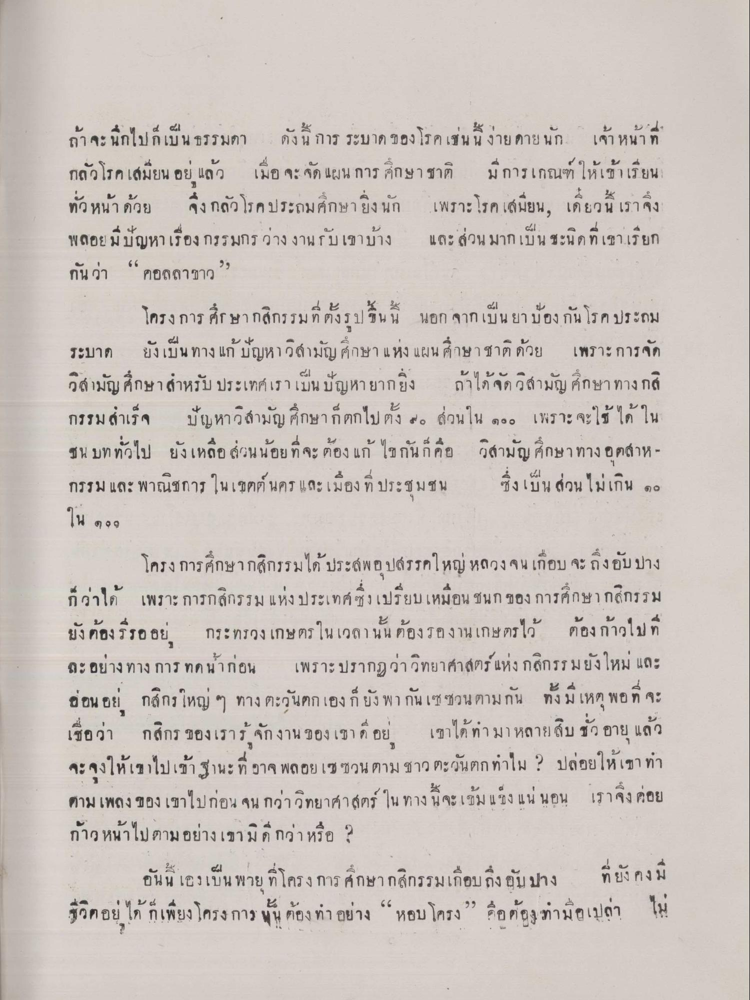 ถ้าจะนึกไปก็เป็นธรรมดา ดังนี้การระบาดของโรคเช่นนี้ง่ายดายนัก เจ้าหน้าที่
กลัวโรคเสมียนอยู่แล้ว เมื่อจะจัดแผนการศึกษาชาติ มีการเกณฑ์ให้เข้าเรียน
ทั่วหน้าด้วย จึงกลัวโรคประถมศึกษายิ่งนัก เพราะโรคเสมียน, เดี๋ยวนี้เราจึง
พลอยมีปัญหาเรื่องกรรมกรว่างงานรับเขาบ้าง และส่วนมากเป็นชะนิดที่เขาเรียก
กันว่า “คอลลาขาว”
โครงการศึกษากสิกรรมที่ตั้งรูปขึ้นนี้ นอกจากเป็นยาป้องกันโรคประถม
ระบาด ยังเป็นทางแก้ปัญหาวิสามัญศึกษาแห่งแผนศึกษาชาติด้วย เพราะการจัด
วิสามัญศึกษาสำหรับประเทศเราเป็นปัญหายากยิ่ง ถ้าได้จัดวิสามัญศึกษาทางกสิ
กรรมสำเร็จ ปัญหาวิสามัญศึกษาก็ตกไปตั้ง ๙๐ ส่วนใน ๑๐๐ เพราะจะใช้ได้ใน
ชนบททั่วไป ยังเหลือส่วนน้อยที่จะต้องแก้ไขกันก็คือ วิสามัญศึกษาทางอุตสาห-
กรรมและพาณิชการในเขตต์นครและเมืองที่ประชุมชน ซึ่งเป็นส่วนไม่เกิน ๑๐
ใน ๑๐๐
โครงการศึกษากสิกรรมได้ประสพอุปสรรคใหญ่หลวงจนเกือบจะถึงอับปาง
ก็ว่าได้ เพราะการกสิกรรมแห่งประเทศซึ่งเปรียบเหมือนชนกของการศึกษากสิกรรม
ยังต้องรีรออยู่ กระทรวงเกษตรในเวลานั้นต้องรองานเกษตรไว้ ต้องก้าวไปที
ละอย่างทางการทดน้ำก่อน เพราะปรากฏว่าวิทยาศาสตร์แห่งกสิกรรมยังใหม่และ
อ่อนอยู่ กสิกรใหญ่ๆ ทางตะวันตกเองก็ยังพากันเซซวนตามกัน ทั้งมีเหตุพอที่จะ
เชื่อว่า กสิกรของเรารู้จักงานของเขาดีอยู่ เขาได้ทำมาหลายสิบชั่วอายุแล้ว
จะจุงให้เขาไปเข้าฐานะที่อาจพลอยเซซวนตามชาวตะวันตกทำไม ? ปล่อยให้เขาทำ
ตามเพลงของเขาไปก่อนจนกว่าวิทยาศาสตร์ในทางนี้จะเข้มแข็งแน่นอน เราจึงค่อย
ก้าวหน้าไปตามอย่างเขามิดีกว่าหรือ ?
อันนี้เองเป็นพายุที่โครงการศึกษากสิกรรมเกือบถึงอับปาง ที่ยังคงมี
ชีวิตอยู่ได้ก็เพียงโครงการนั้นต้องทำอย่าง “หอบโครง” คือต้องทำมือเปล่า ไม่